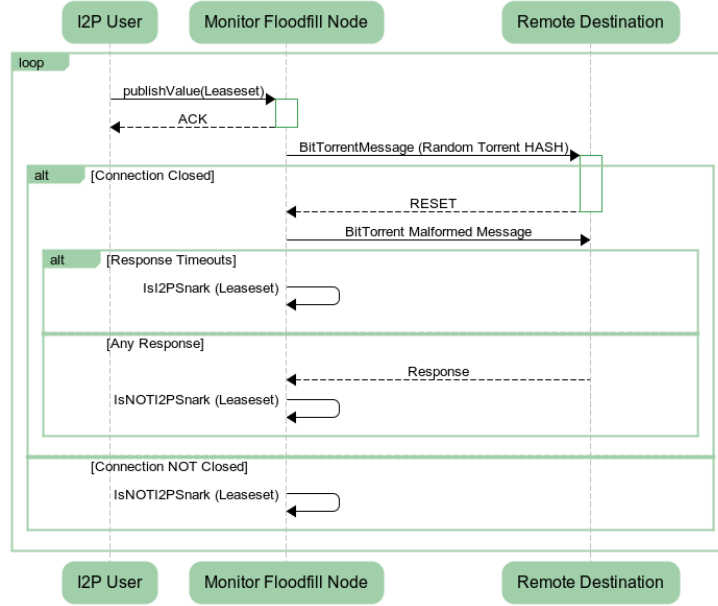 I2P User
Monitor Floodfill Node
Remote Destination
loop
publishValue(Leaseset)
ACK
BitTorrentMessage (Random Torrent HASH)
alt
[Connection Closed]
RESET
BitTorrent Malformed Message
alt
[Response Timeouts]
IsI2PSnark (Leaseset)
[Any Response]
Response
IsNOTI2PSnark (Leaseset)
[Connection NOT Closed]
IsNOTI2PSnark (Leaseset)
I2P User
Monitor Floodfill Node
Remote Destination